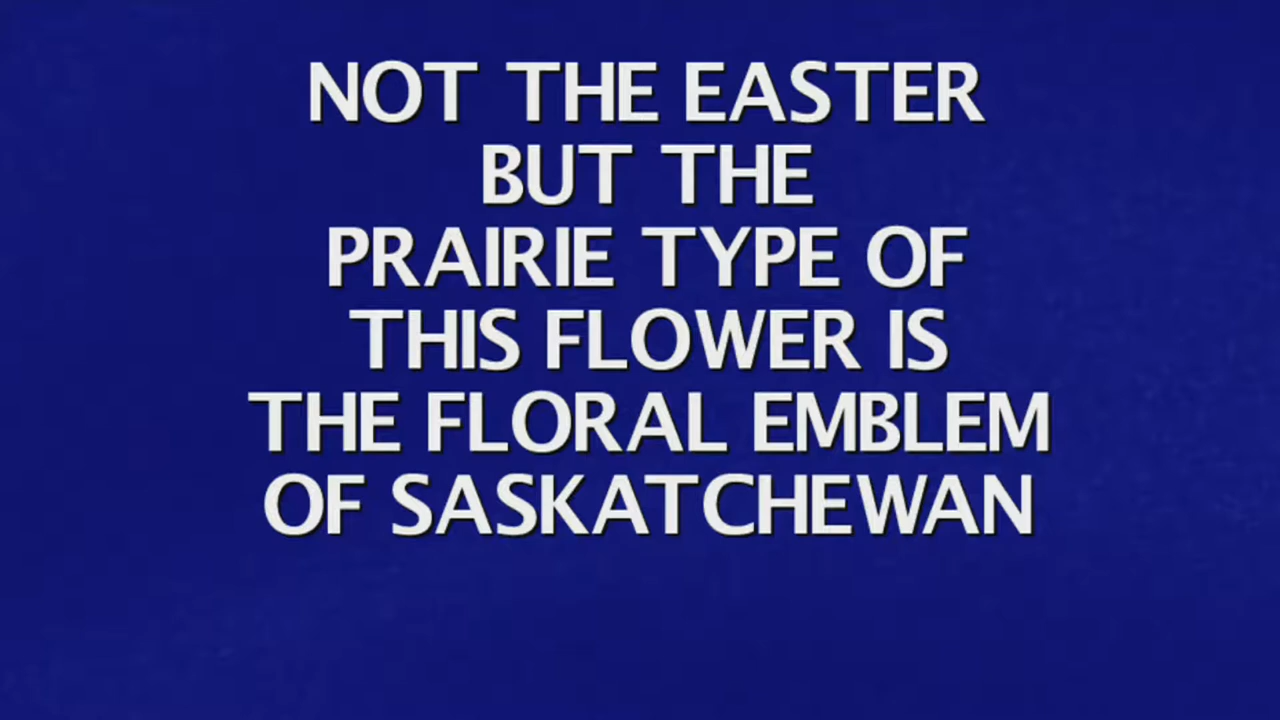 NOT THE EASTER
BUT THE
PRAIRIE TYPE OF
THIS FLOWER IS
THE FLORAL EMBLEM
OF SASKATCHEWAN